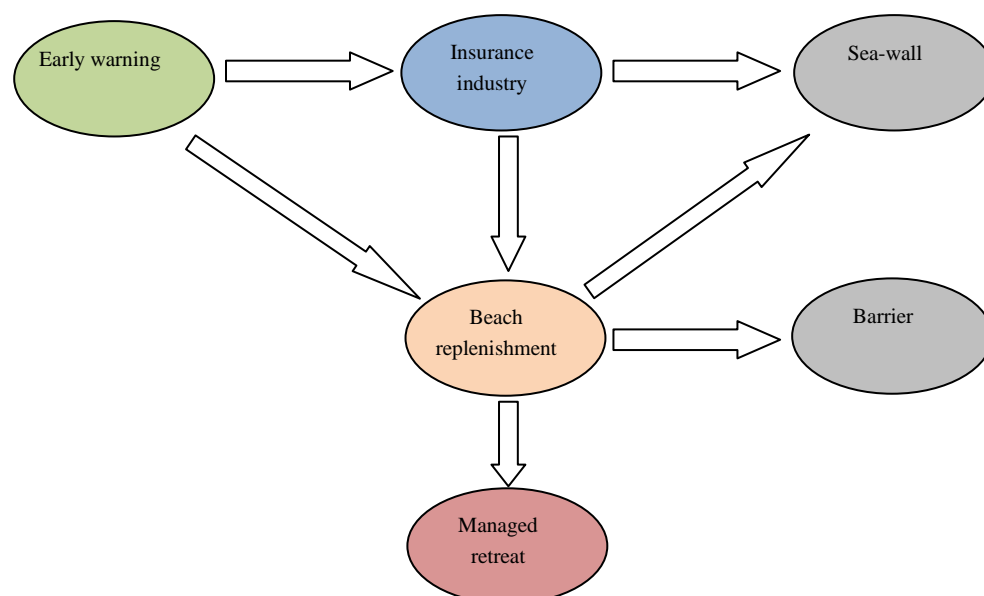 Early warning
Insurance
industry
Sea-wall
Beach
replenishment
Barrier
Managed
retreat